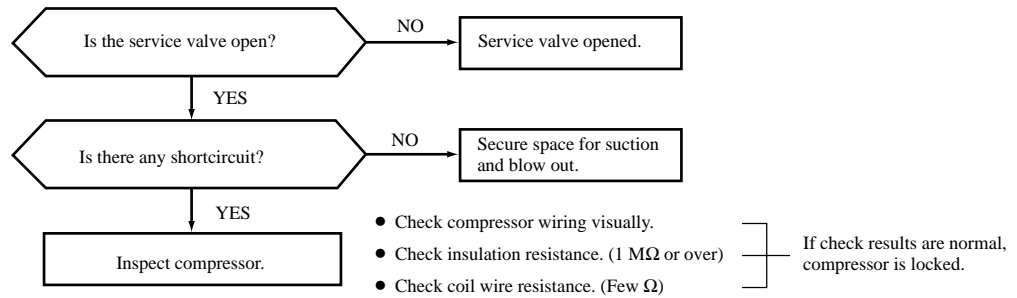 Is the service valve open?
NO
Service valve opened.
YES
Is there any shortcircuit?
NO
Secure space for suction
and blow out.
YES
Inspect compressor.
● Check compressor wiring visually.
● Check insulation resistance. (1 MΩ or over)
● Check coil wire resistance. (Few Ω)
If check results are normal,
compressor is locked.